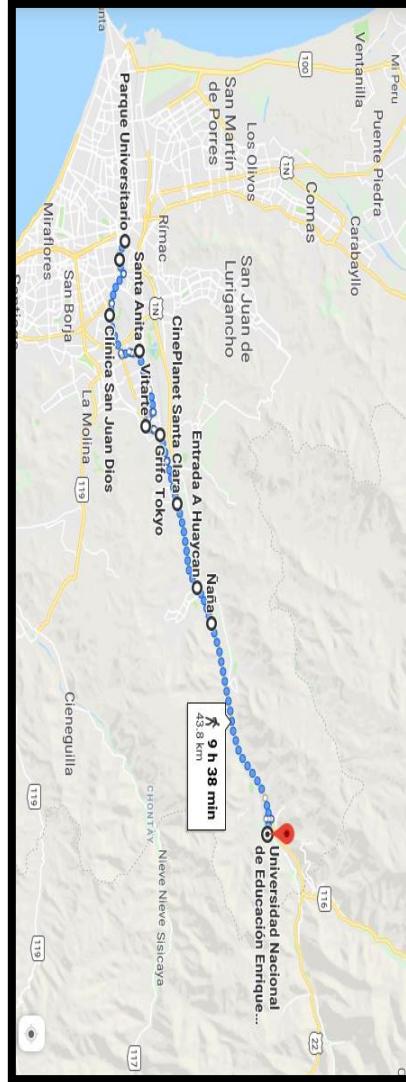 Mi Peru
Ventanilla
Puente Piedra
100
Carabayllo
Comas
1N
Los Olivos
San Martín
de Porres
San Juan de
Lurigancho
Rímac
1N
Parque Universitario
Santa Anita
Vitarte
CinePlanet Santa Clara
Grifo Tokyo
Entrada A Huaycan
Ñaña
Clínica San Juan Dios
Miraflores
San Borja
La Molina
119
9 h 38 min
43.8 km
Universidad Nacional
de Educación Enrique...
116
Cieneguilla
119
CHONTAY
Nieve Nieve
Sisicaya
22
119
117